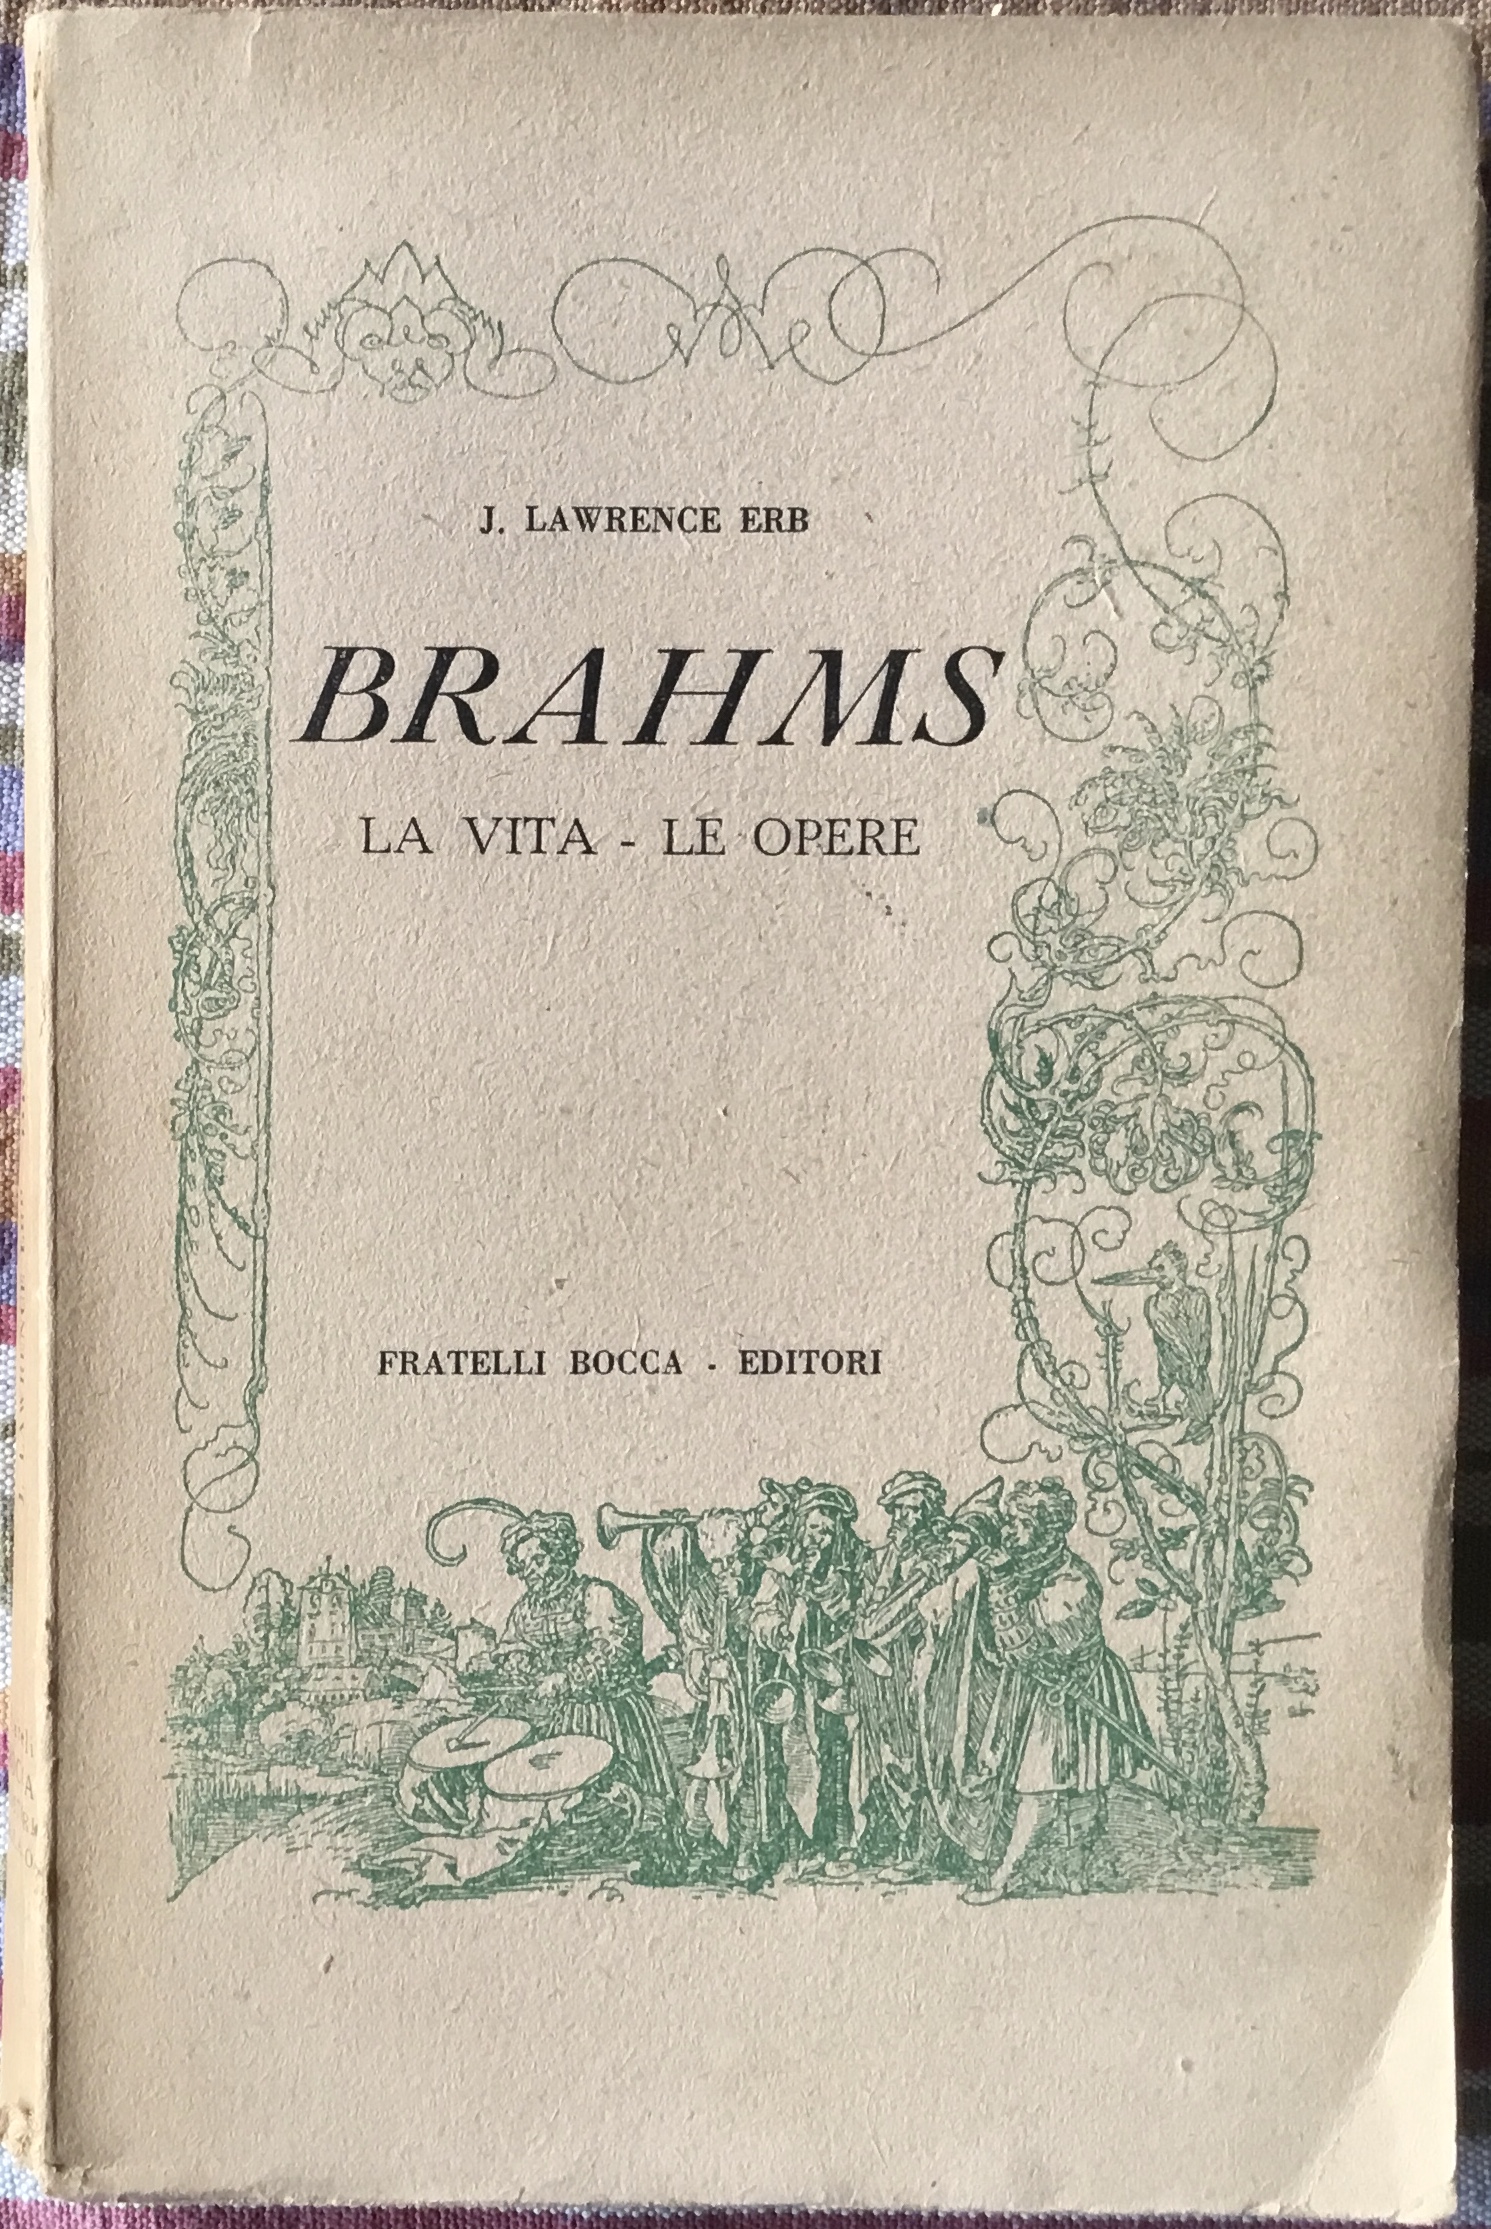 J. LAWRENCE ERB
BRAHMS
LA VITA - LE OPERE
FRATELLI BOCCA - EDITORI